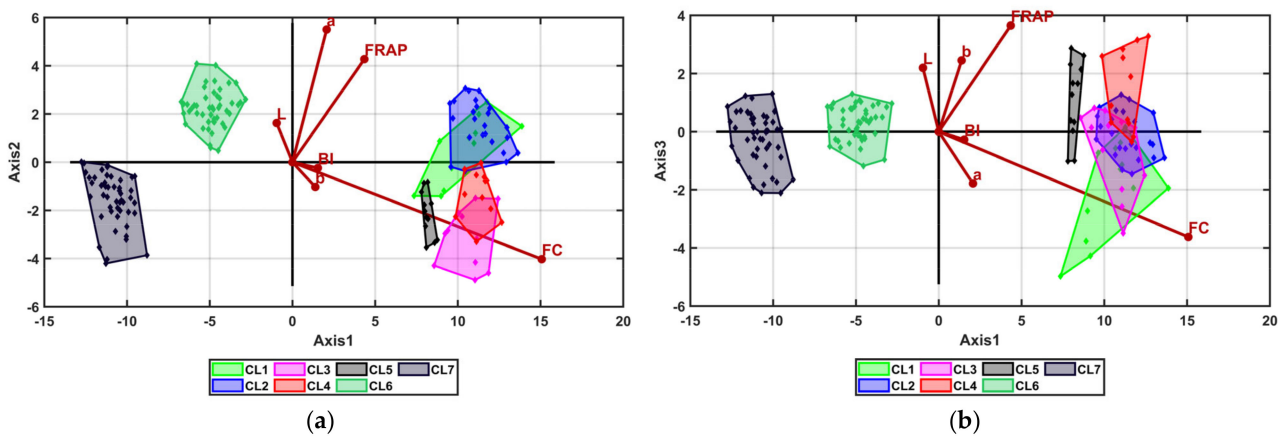 6
4
2
0
-2
-4
-6
Axis2
a
FRAP
L
BI
b
FC
-15 -10 -5 0 5 10 15 20
Axis1
CL1 CL3 CL5 CL7
CL2 CL4 CL6
(a)
4
2
0
-2
-4
-6
Axis3
FRAP
b
L
BI
a
FC
-15 -10 -5 0 5 10 15 20
Axis1
CL1 CL3 CL5 CL7
CL2 CL4 CL6
(b)